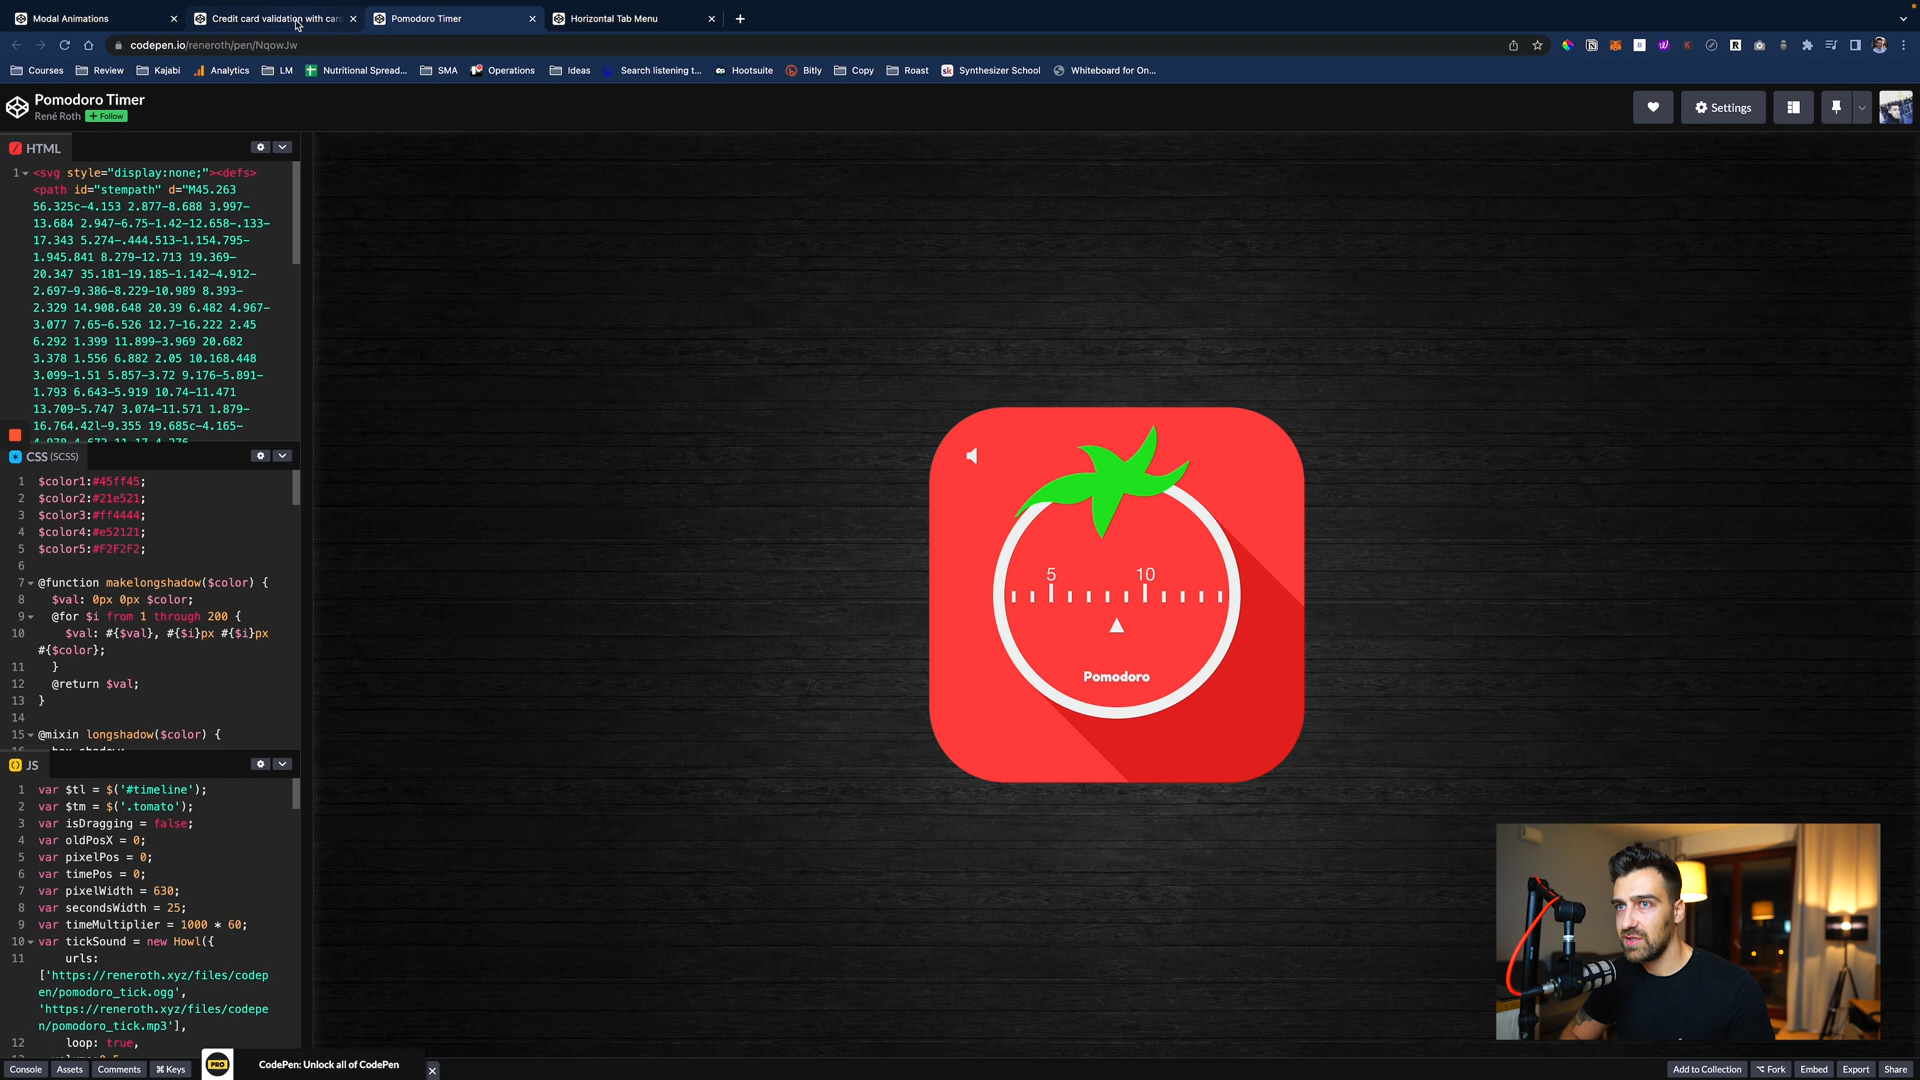 Modal Animations
Credit card validation with car
Pomodoro Timer
Horizontal Tab Menu
codepen.io/reneroth/pen/NqowJw
Courses
Review
Kajabi
Analytics
LM
Nutritional Spread...
SMA
Operations
Ideas
Search listening t...
Hootsuite
Bitly
Copy
Roast
sk Synthesizer School
Whiteboard for On...
Pomodoro Timer
René Roth
+ Follow
Settings
HTML
1 <svg style="display:none;"><defs>
<path id="stempath" d="M45.263
56.325c-4.153 2.877-8.688 3.997-
13.684 2.947-6.75-1.42-12.658-.133-
17.343 5.274-.444.513-1.154.795-
1.945.841 8.279-12.713 19.369-
20.347 35.181-19.185-1.142-4.912-
2.697-9.386-8.229-10.989 8.393-
2.329 14.908.648 20.39 6.482 4.967-
3.077 7.65-6.526 12.7-16.222 2.45
6.292 1.399 11.899-3.969 20.682
3.378 1.556 6.882 2.05 10.168.448
3.099-1.51 5.857-3.72 9.176-5.891-
1.793 6.643-5.919 10.74-11.471
13.709-5.747 3.074-11.571 1.879-
16.764.42l-9.355 19.685c-4.165-
4.978-4.673-11.17-4.276
CSS (SCSS)
1 $color1:#45ff45;
2 $color2:#21e521;
3 $color3:#ff4444;
4 $color4:#e52121;
5 $color5:#F2F2F2;
6
7 @function makelongshadow($color) {
8 $val: 0px 0px $color;
9 @for $i from 1 through 200 {
10 $val: #{$val}, #{$i}px #{$i}px
#{$color};
11 }
12 @return $val;
13 }
14
15 @mixin longshadow($color) {
16 box-shadow:
JS
1 var $tl = $('#timeline');
2 var $tm = $('.tomato');
3 var isDragging = false;
4 var oldPosX = 0;
5 var pixelPos = 0;
6 var timePos = 0;
7 var pixelWidth = 630;
8 var secondsWidth = 25;
9 var timeMultiplier = 1000 * 60;
10 var tickSound = new Howl({
11 urls:
['https://reneroth.xyz/files/codep
en/pomodoro_tick.ogg',
'https://reneroth.xyz/files/codepe
n/pomodoro_tick.mp3'],
12 loop: true,
5 10
Pomodoro
Console
Assets
Comments
⌘ Keys
PRO
CodePen: Unlock all of CodePen
Add to Collection
⌥ Fork
Embed
Export
Share